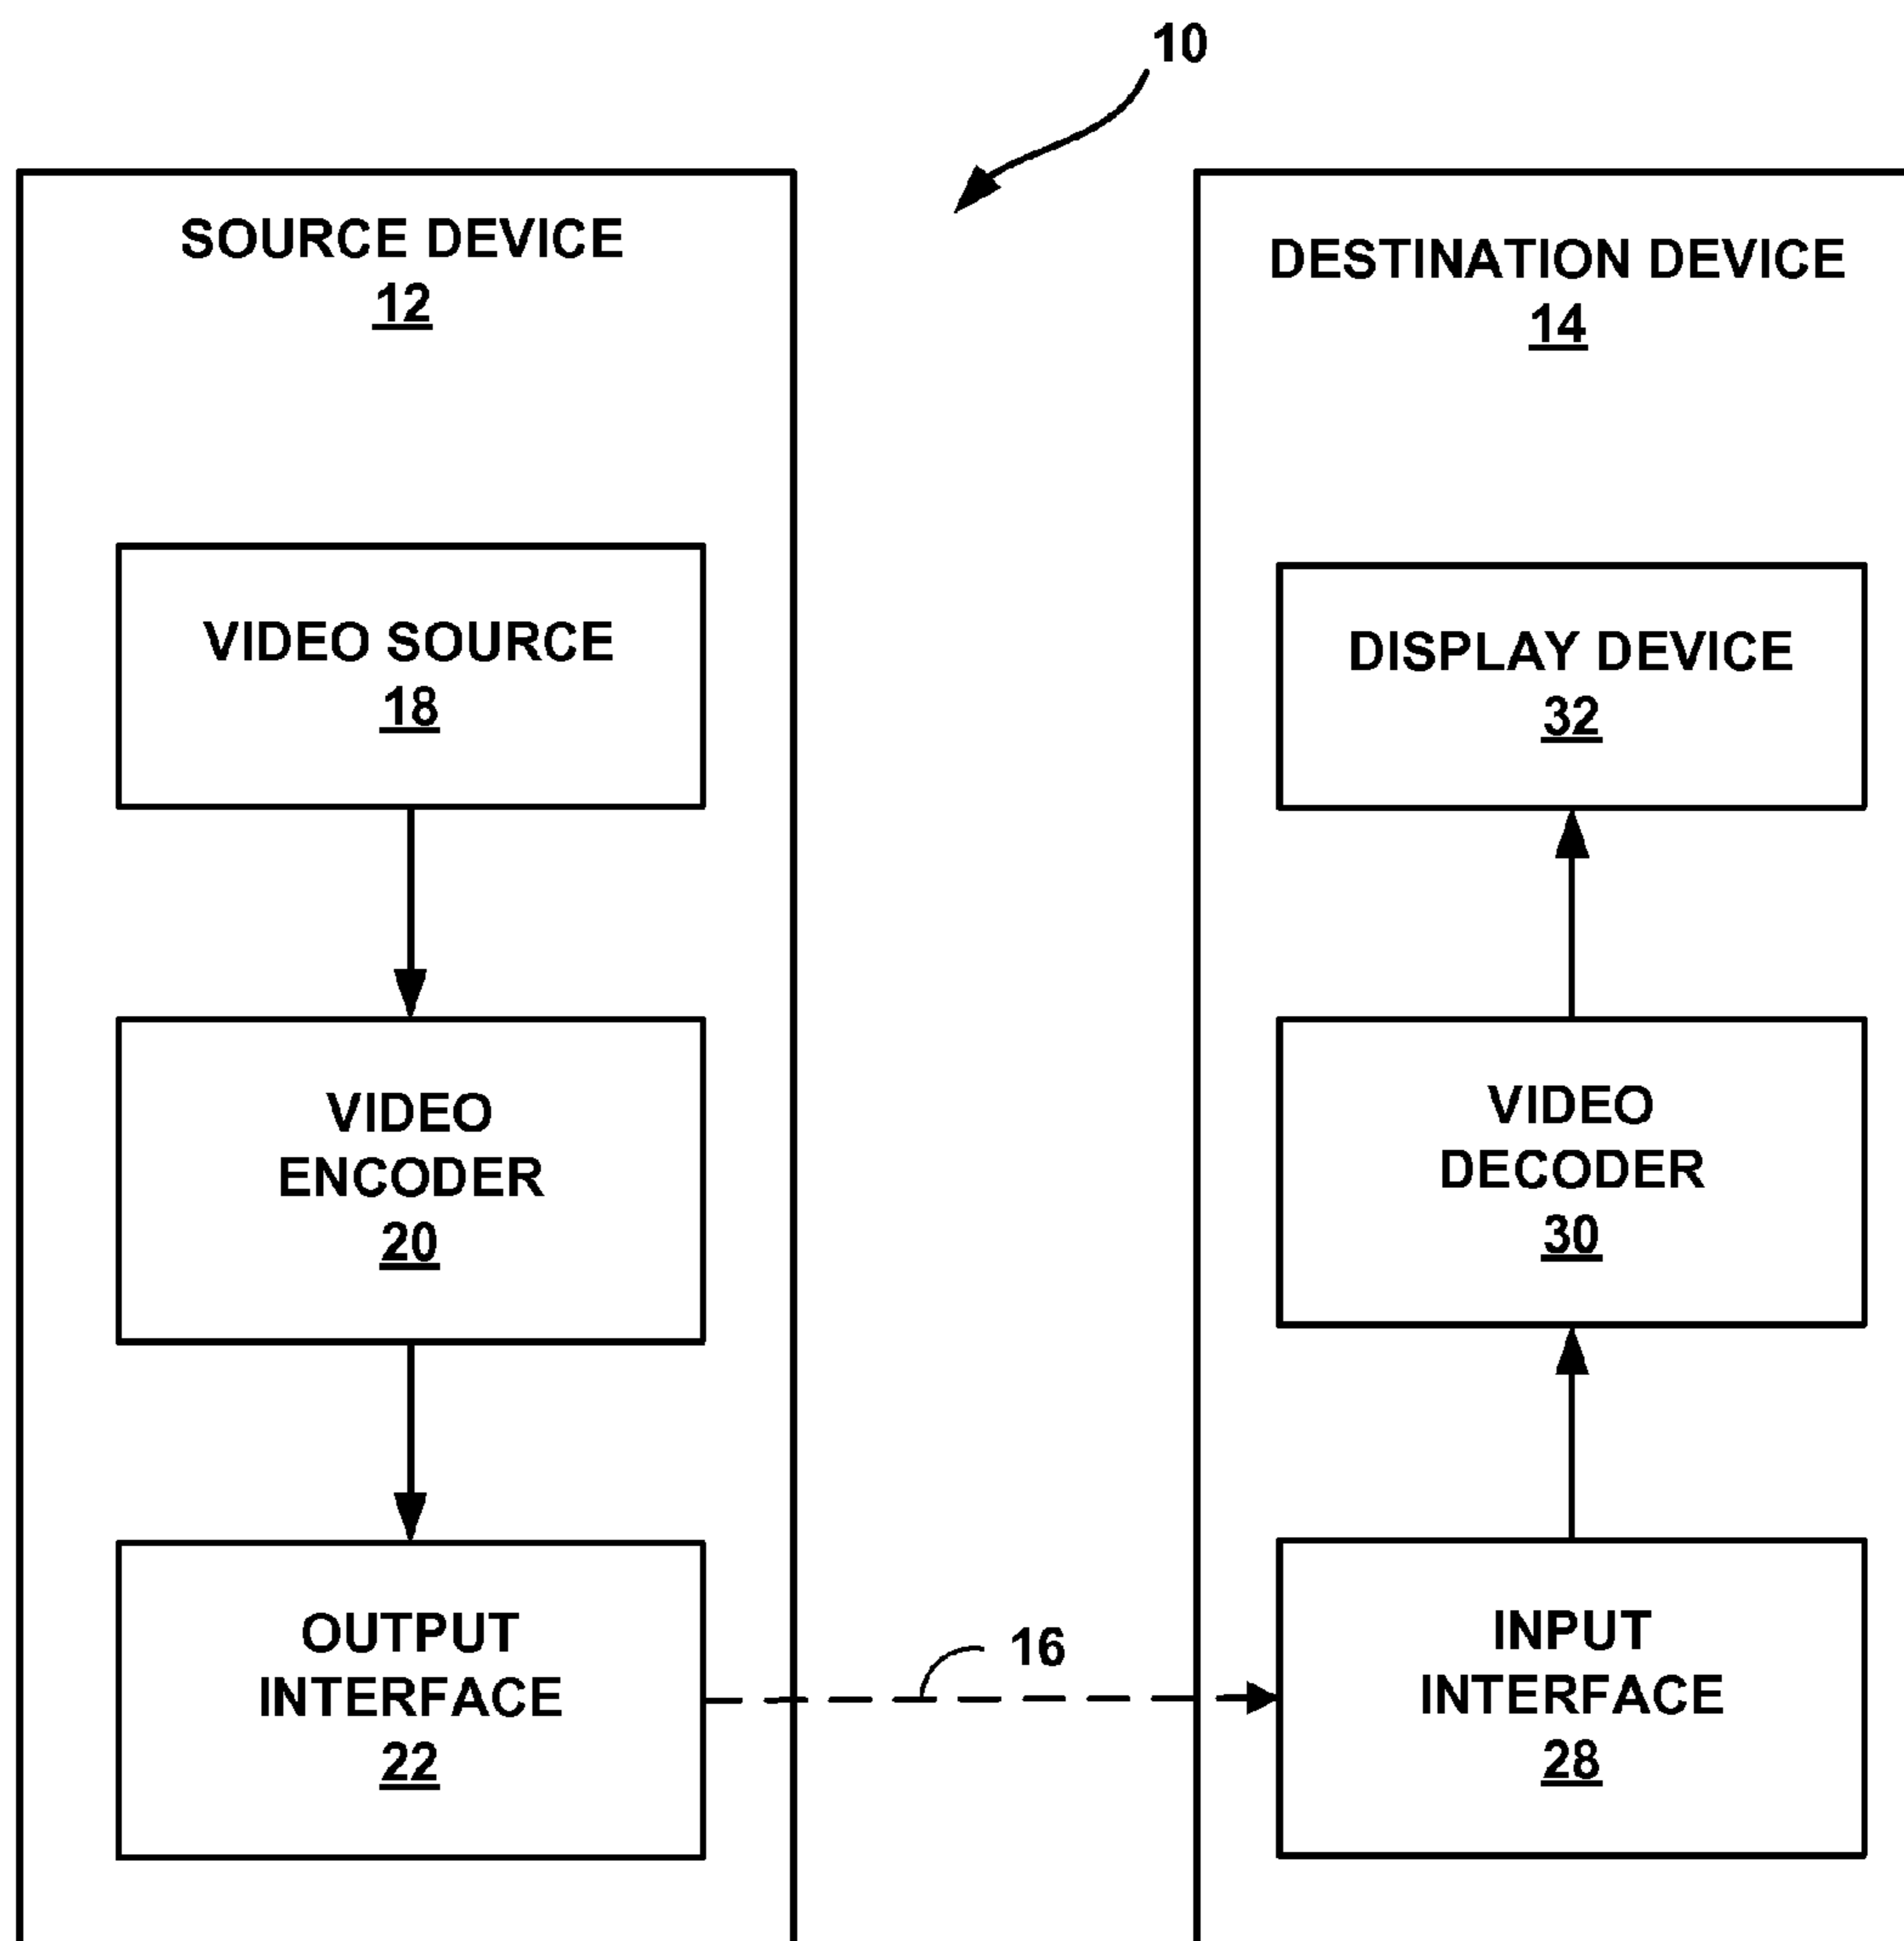 10
SOURCE DEVICE
12
VIDEO SOURCE
18
VIDEO
ENCODER
20
OUTPUT
INTERFACE
22
16
DESTINATION DEVICE
14
DISPLAY DEVICE
32
VIDEO
DECODER
30
INPUT
INTERFACE
28